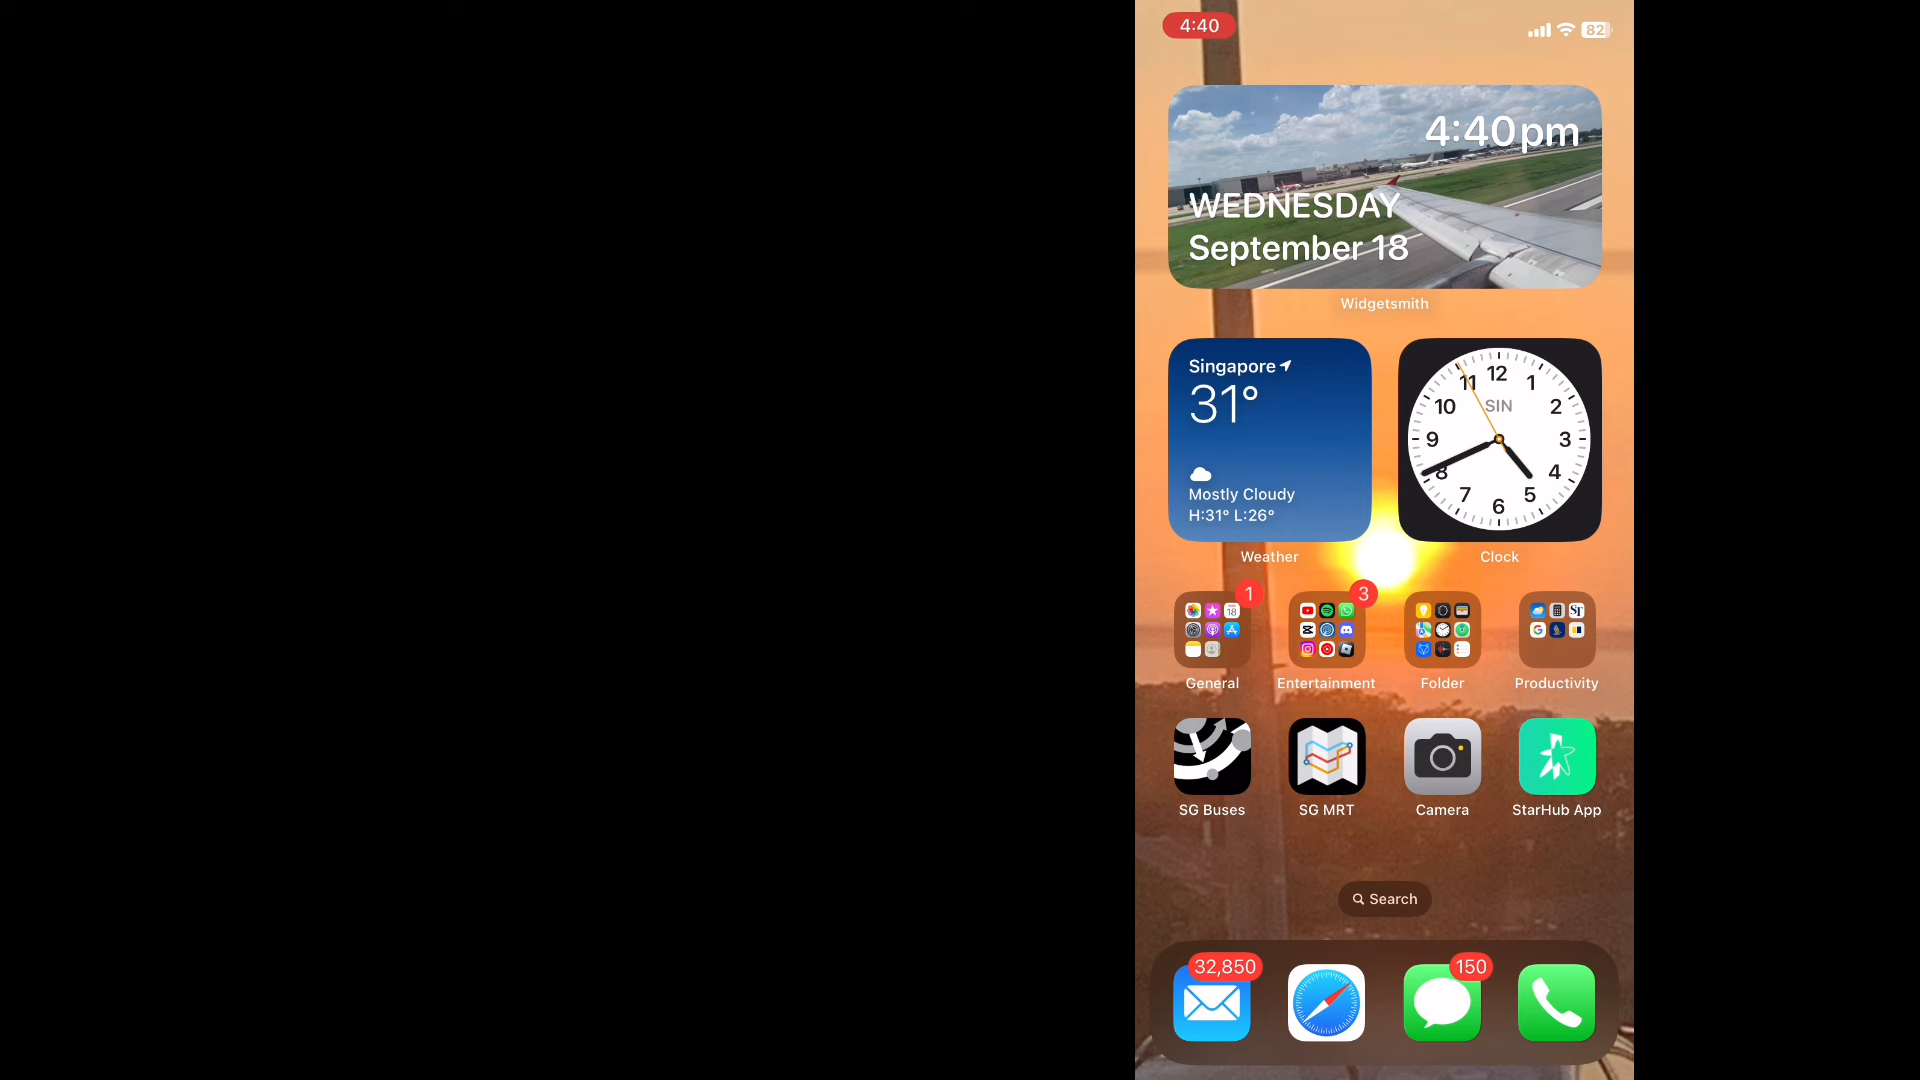 4:40
82
4:40pm
WEDNESDAY
September 18
Widgetsmith
Singapore
31°
Mostly Cloudy
H:31° L:26°
Weather
12
11
1
SIN
10
2
9
3
8
4
7
5
6
Clock
1
3
18
ST
G
General
Entertainment
Folder
Productivity
SG Buses
SG MRT
Camera
StarHub App
Search
32,850
150